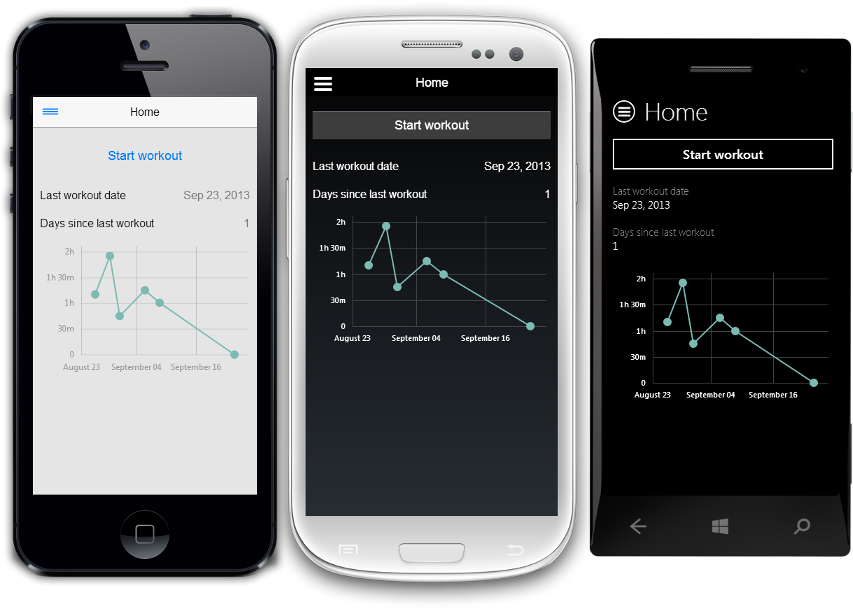 Home
Start workout
Last workout date Sep 23, 2013
Days since last workout 1
2h
1h 30m
1h
30m
0
August 23 September 04 September 16
Home
Start workout
Last workout date Sep 23, 2013
Days since last workout 1
2h
1h 30m
1h
30m
0
August 23 September 04 September 16
Home
Start workout
Last workout date
Sep 23, 2013
Days since last workout
1
2h
1h 30m
1h
30m
0
August 23 September 04 September 16